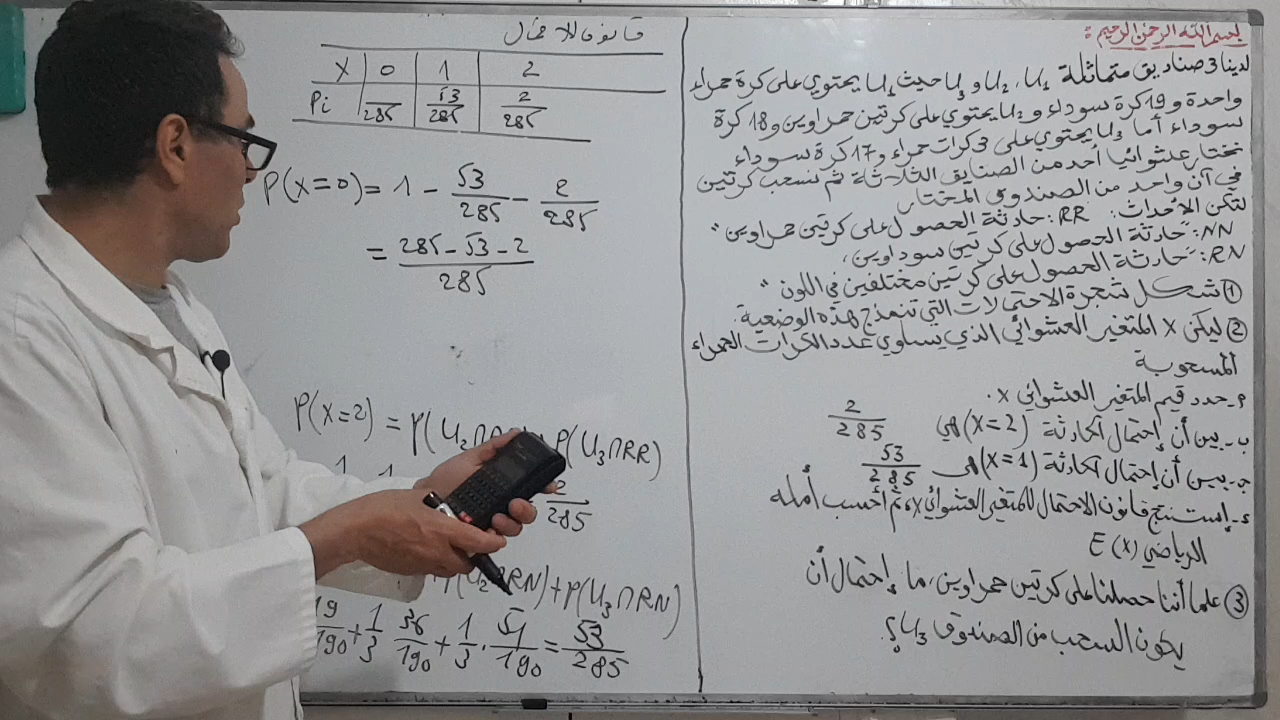 بسم الله الرحمن الرحيم :
لدينا 3 صناديق متماثلة U₁ ، U₂ و U₃ حيث U₁ يحتوي على كرة حمراء
واحدة و 19 كرة سوداء و U₂ يحتوي على كرتين حمراوين و 18 كرة
سوداء أما U₃ يحتوي على 3 كرات حمراء و 17 كرة سوداء
نختار عشوائيا أحد من الصناديق الثلاثة ثم نسحب كرتين
في آن واحد من الصندوق المختار
لتكن الأحداث: RR: حادثة الحصول على كرتين حمراوين "
NN: حادثة الحصول على كرتين سوداوين،
RN: حادثة الحصول على كرتين مختلفين في اللون "
① شكل شجرة الاحتمالات التي تنمذج هذه الوضعية.
② ليكن X المتغير العشوائي الذي يساوي عدد الكرات الحمراء
المسحوبة
P- حدد قيم المتغير العشوائي X.
ب- بين أن إحتمال الحادثة (X=2) هي 2/285
ج- بين أن إحتمال الحادثة (X=1) هي 53/285
د- إستنتج قانون الاحتمال للمتغير العشوائي X، ثم أحسب أمله
الرياضي E(X)
③ علما أننا حصلنا على كرتين حمراوين، ما إحتمال أن
يكون السحب من الصندوق U₃ ؟
قانون الاحتمال
X | 0 | 1 | 2
Pi | /285 | 53/285 | 2/285
P(X=0) = 1 - 53/285 - 2/285
= (285 - 53 - 2)/285
P(X=2) = P(U₂∩RR) + P(U₃∩RR)
2/285
P(U₂∩RN) + P(U₃∩RN)
19/190 + 1/3 36/190 + 1/3 · 51/190 = 53/285